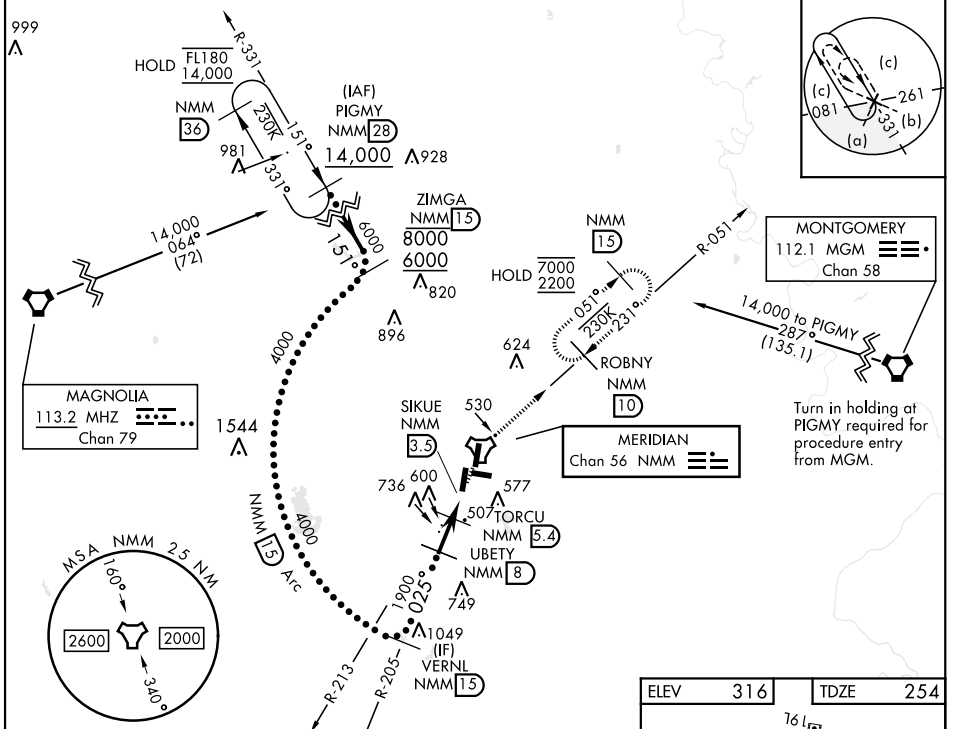 999
R-331
HOLD FL180
14,000
NMM
36
230K
151°
331°
981
(IAF)
PIGMY
NMM 28
14,000
928
(c)
(c)
261
081
(b)
(a)
331
14,000
064°
(72)
6000
151°
ZIMGA
NMM 15
8000
6000
820
896
NMM
15
R-051
HOLD 7000
2200
051°
230K
231°
MONTGOMERY
112.1 MGM
Chan 58
14,000 to PIGMY
287°
(135.1)
624
ROBNY
NMM
10
Turn in holding at
PIGMY required for
procedure entry
from MGM.
MAGNOLIA
113.2 MHZ
Chan 79
4000
1544
SIKUE
NMM
3.5
530
MERIDIAN
Chan 56 NMM
736
600
577
507
TORCU
NMM 5.4
UBETY
NMM 8
749
NMM 15 Arc
4000
1900
025°
1049
(IF)
VERNL
NMM 15
R-213
R-205
MSA NMM 25 NM
160°
2600
2000
340°
ELEV 316
TDZE 254
16L